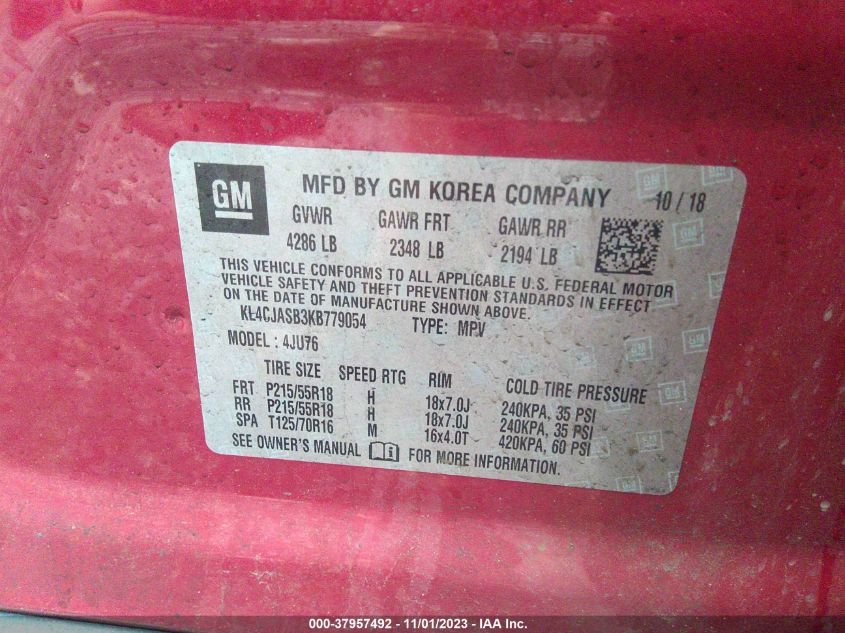 GM MFD BY GM KOREA COMPANY 10 / 18
GVWR GAWR FRT GAWR RR
4286 LB 2348 LB 2194 LB
THIS VEHICLE CONFORMS TO ALL APPLICABLE U.S. FEDERAL MOTOR
VEHICLE SAFETY AND THEFT PREVENTION STANDARDS IN EFFECT
ON THE DATE OF MANUFACTURE SHOWN ABOVE.
KL4CJASB3KB779054 TYPE: MPV
MODEL : 4JU76
TIRE SIZE SPEED RTG RIM COLD TIRE PRESSURE
FRT P215/55R18 H 18x7.0J 240KPA, 35 PSI
RR P215/55R18 H 18x7.0J 240KPA, 35 PSI
SPA T125/70R16 M 16x4.0T 420KPA, 60 PSI
SEE OWNER'S MANUAL FOR MORE INFORMATION.
000-37957492 - 11/01/2023 - IAA Inc.